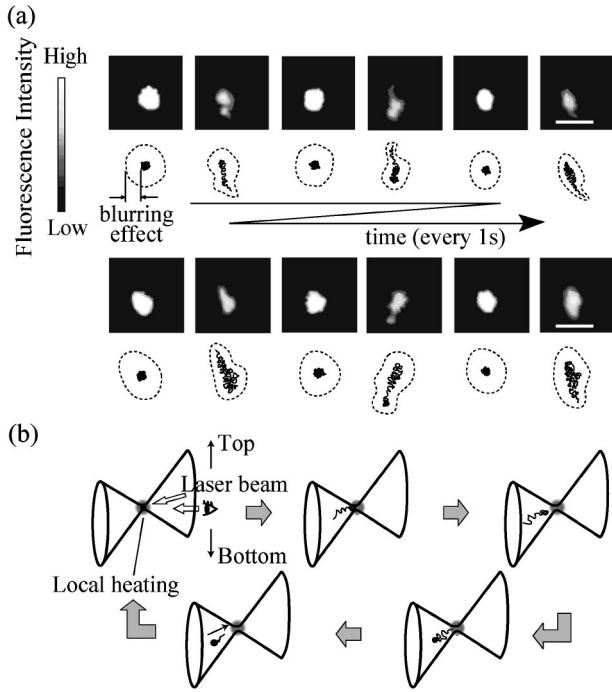 (a)
High
Fluorescence Intensity
Low
blurring
effect
time (every 1s)
(b)
Top
Laser beam
Bottom
Local heating